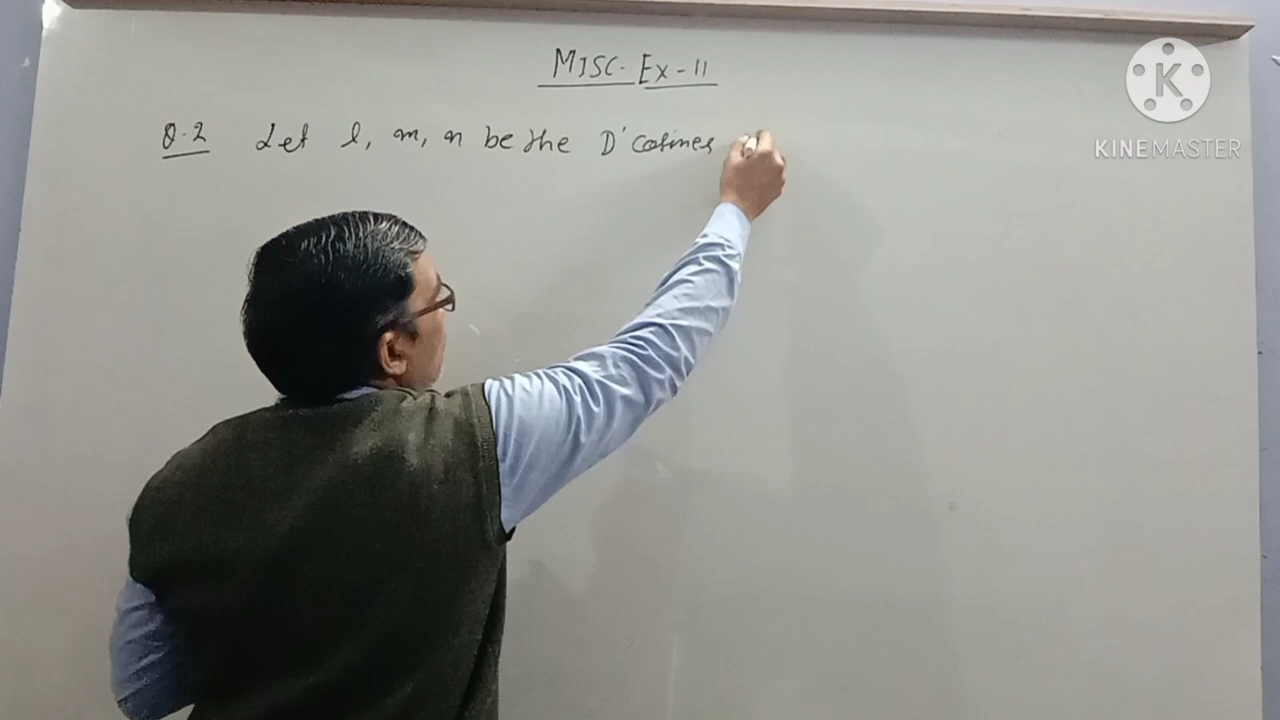 MISC- Ex-11
Q.2 Let l, m, n be the D'cosines
K
KINEMASTER